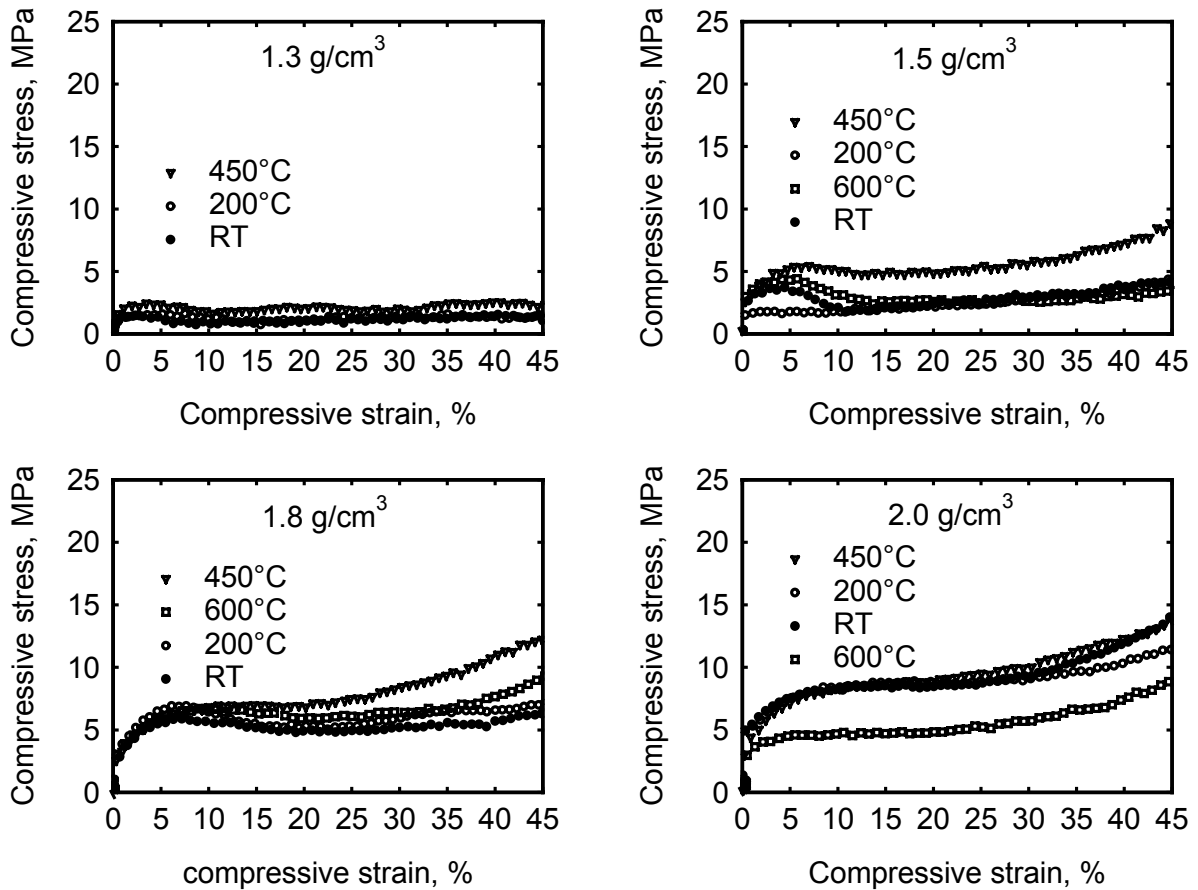 Compressive stress, MPa
25
20
15
10
5
0
1.3 g/cm³
450°C
200°C
RT
0 5 10 15 20 25 30 35 40 45
Compressive strain, %
Compressive stress, MPa
25
20
15
10
5
0
1.5 g/cm³
450°C
200°C
600°C
RT
0 5 10 15 20 25 30 35 40 45
Compressive strain, %
Compressive stress, MPa
25
20
15
10
5
0
1.8 g/cm³
450°C
600°C
200°C
RT
0 5 10 15 20 25 30 35 40 45
compressive strain, %
Compressive stress, MPa
25
20
15
10
5
0
2.0 g/cm³
450°C
200°C
RT
600°C
0 5 10 15 20 25 30 35 40 45
Compressive strain, %